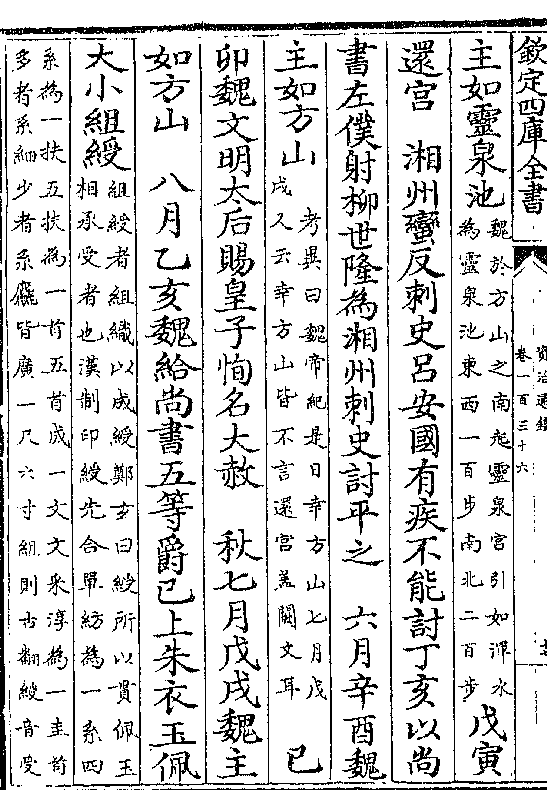 欽定四庫全書
資治通鑑
卷一百三十六
主如靈泉池
魏於方山之南起靈泉宮引如渾水
為靈泉池東西一百步南北二百步
戊寅
還宮 湘州蠻反刺史呂安國有疾不能討丁亥以尚
書左僕射柳世隆為湘州刺史討平之 六月辛酉魏
主如方山
考異曰魏帝紀是日幸方山七月戊
戌又云幸方山皆不言還宮蓋闕文耳
已
卯魏文明太后賜皇子恂名大赦 秋七月戊戌魏主
如方山 八月乙亥魏給尚書五等爵已上朱衣玉佩
大小組綬
組綬者組織以成綬鄭玄曰綬所以貫佩玉
相承受者也漢制印綬先合單紡為一系四
系為一扶五扶為一首五首成一文文采淳為一圭首
多者系細少者系麤皆廣一尺六寸組則古翻綬音受